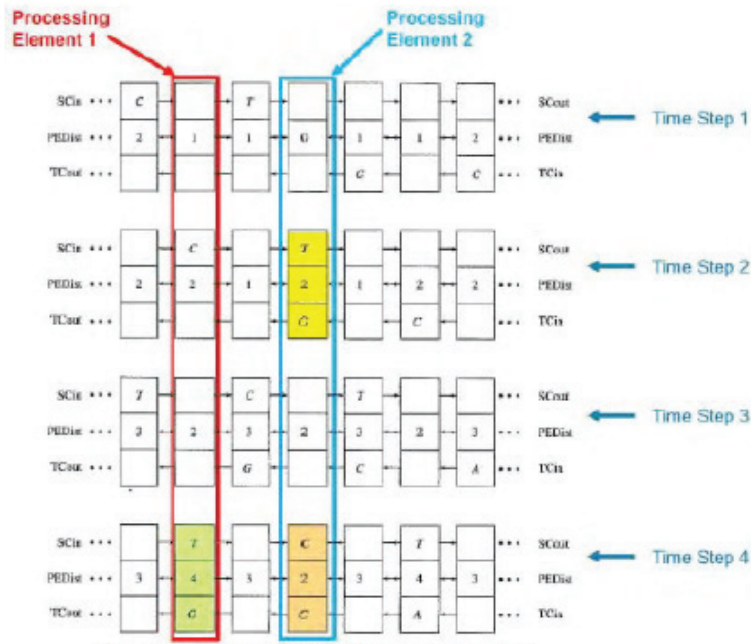 Processing Element 1
Processing Element 2
SCin ••• C T ••• SCout
PEDist ••• 2 1 1 0 1 1 2 ••• PEDist
TCout ••• G C ••• TCin
Time Step 1
SCin ••• C T ••• SCout
PEDist ••• 2 2 1 2 1 2 2 ••• PEDist
TCout ••• G C ••• TCin
Time Step 2
SCin ••• T C T ••• SCout
PEDist ••• 3 2 3 2 3 2 3 ••• PEDist
TCout ••• G C A ••• TCin
Time Step 3
SCin ••• T C T ••• SCout
PEDist ••• 3 4 3 2 3 4 3 ••• PEDist
TCout ••• G C A ••• TCin
Time Step 4